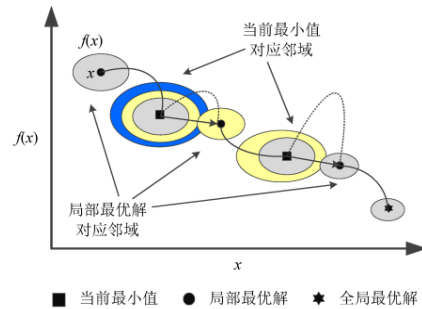 f(x)
当前最小值
对应邻域
x
f(x)
局部最优解
对应邻域
x
当前最小值
局部最优解
全局最优解